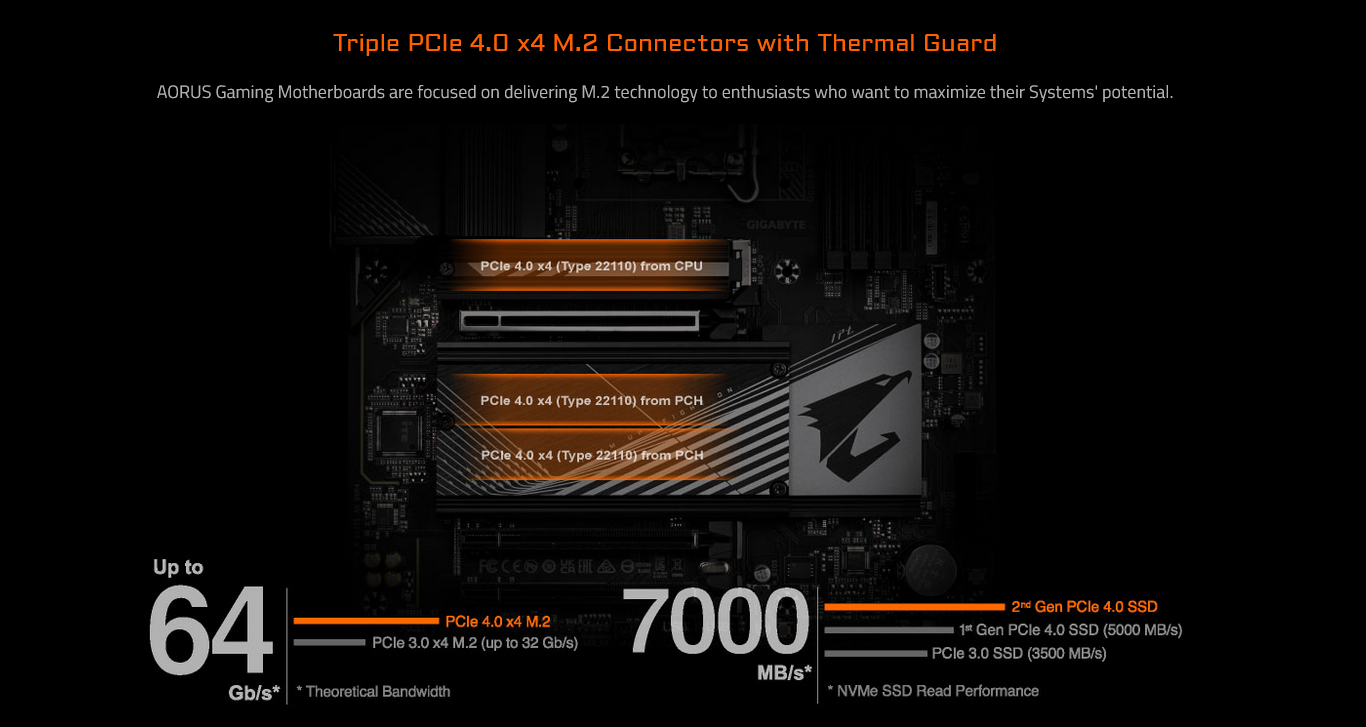 Triple PCIe 4.0 x4 M.2 Connectors with Thermal Guard
AORUS Gaming Motherboards are focused on delivering M.2 technology to enthusiasts who want to maximize their Systems' potential.
GIGABYTE
PCIe 4.0 x4 (Type 22110) from CPU
PCIe 4.0 x4 (Type 22110) from PCH
PCIe 4.0 x4 (Type 22110) from PCH
Up to
64
Gb/s*
PCIe 4.0 x4 M.2
PCIe 3.0 x4 M.2 (up to 32 Gb/s)
* Theoretical Bandwidth
7000
MB/s*
2nd Gen PCIe 4.0 SSD
1st Gen PCIe 4.0 SSD (5000 MB/s)
PCIe 3.0 SSD (3500 MB/s)
* NVMe SSD Read Performance